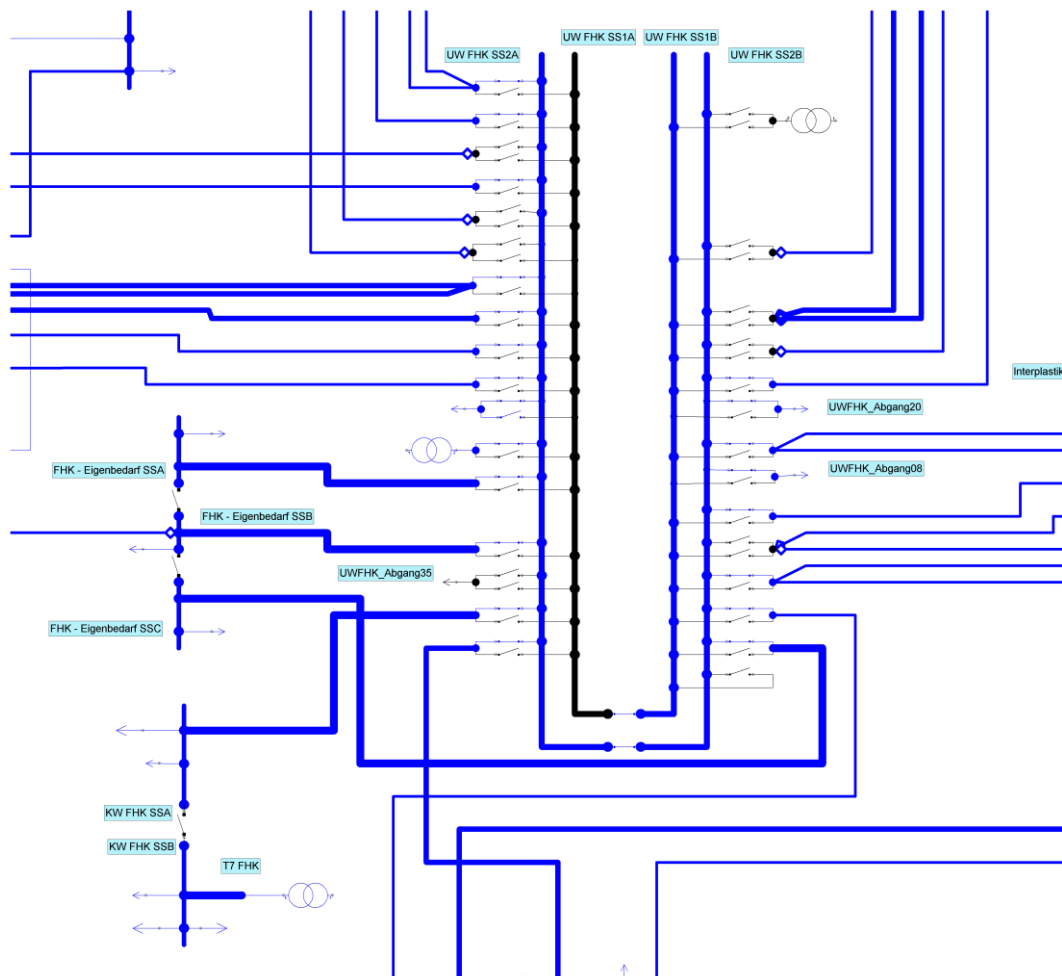 UW FHK SS1A
UW FHK SS1B
UW FHK SS2A
UW FHK SS2B
Interplastik
UWFHK_Abgang20
FHK - Eigenbedarf SSA
UWFHK_Abgang08
FHK - Eigenbedarf SSB
UWFHK_Abgang35
FHK - Eigenbedarf SSC
KW FHK SSA
KW FHK SSB
T7 FHK